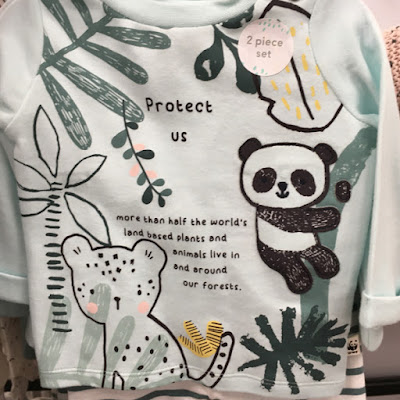 2 piece
set
Protect
us
more than half the world's
land based plants and
animals live in
and around
our forests.